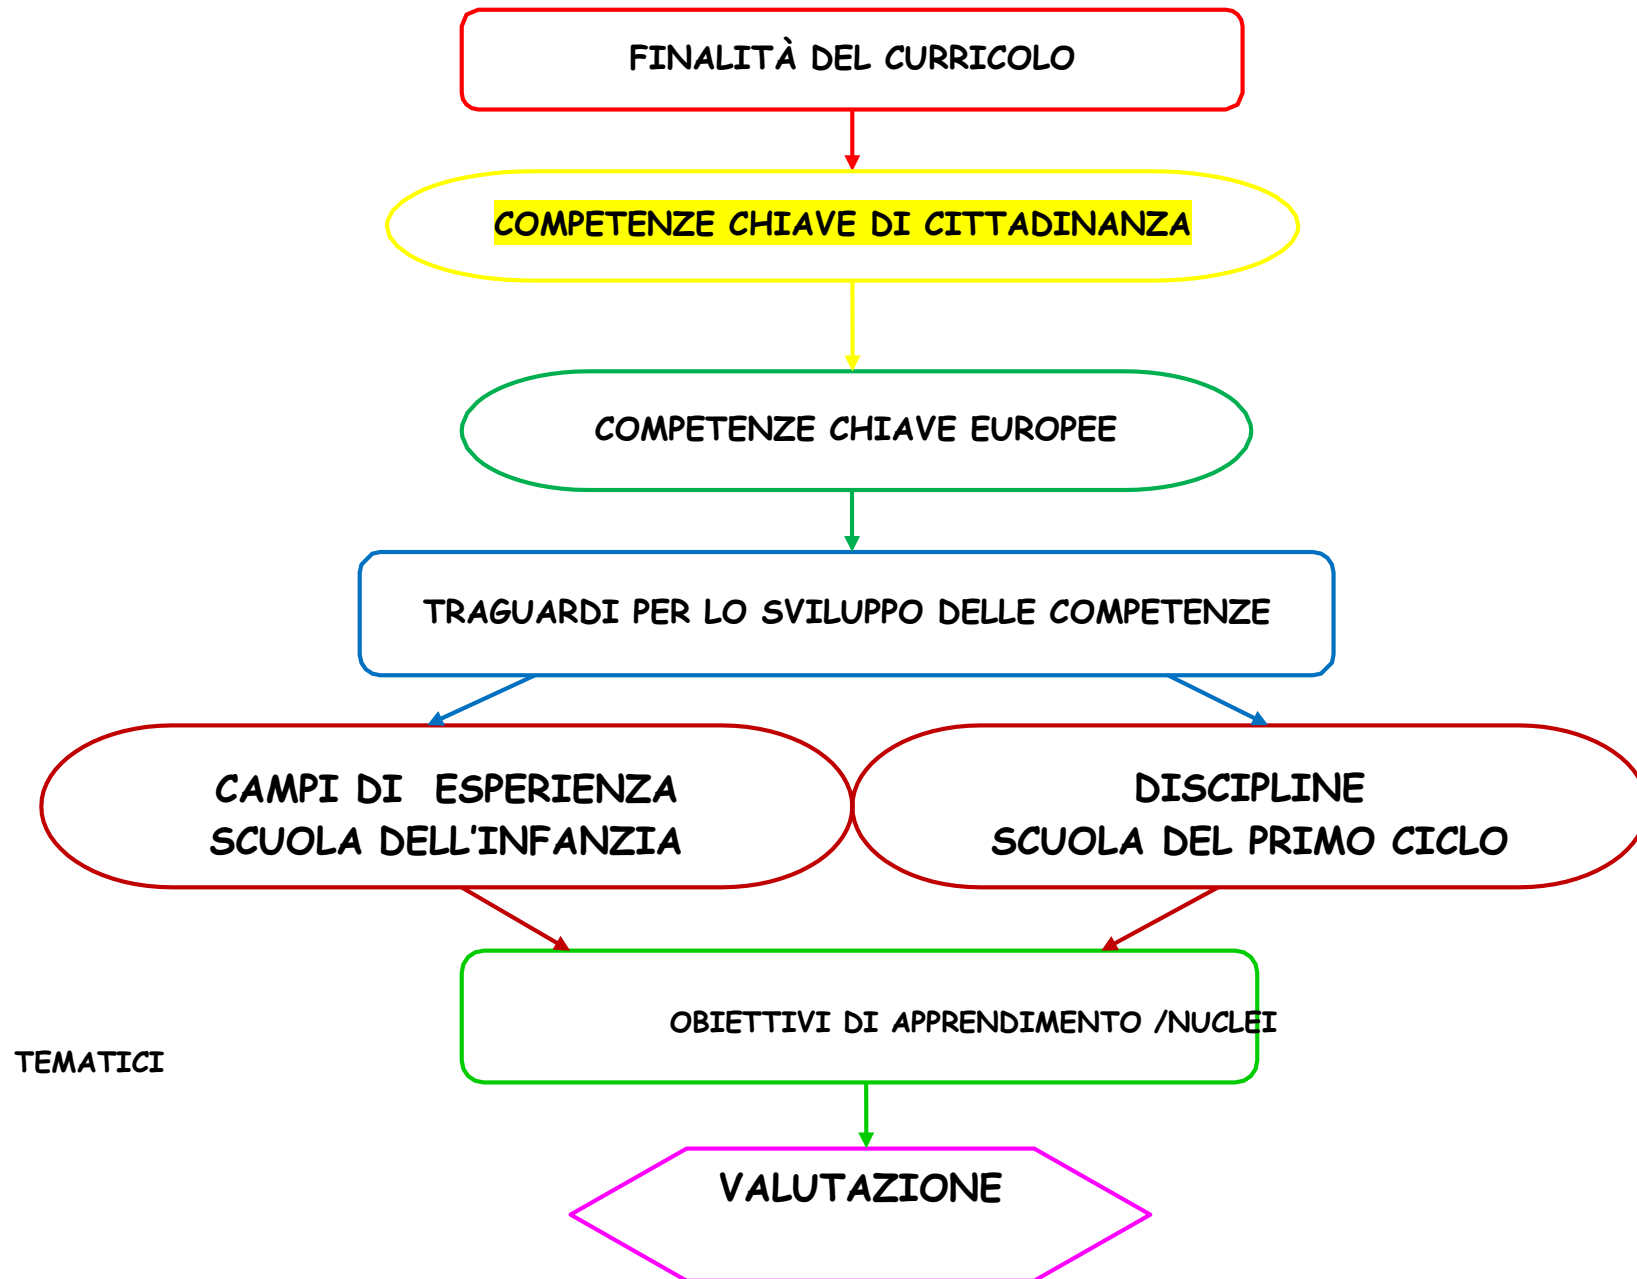 FINALITÀ DEL CURRICOLO
COMPETENZE CHIAVE DI CITTADINANZA
COMPETENZE CHIAVE EUROPEE
TRAGUARDI PER LO SVILUPPO DELLE COMPETENZE
CAMPI DI  ESPERIENZA
SCUOLA DELL'INFANZIA
DISCIPLINE
SCUOLA DEL PRIMO CICLO
OBIETTIVI DI APPRENDIMENTO /NUCLEI
TEMATICI
VALUTAZIONE